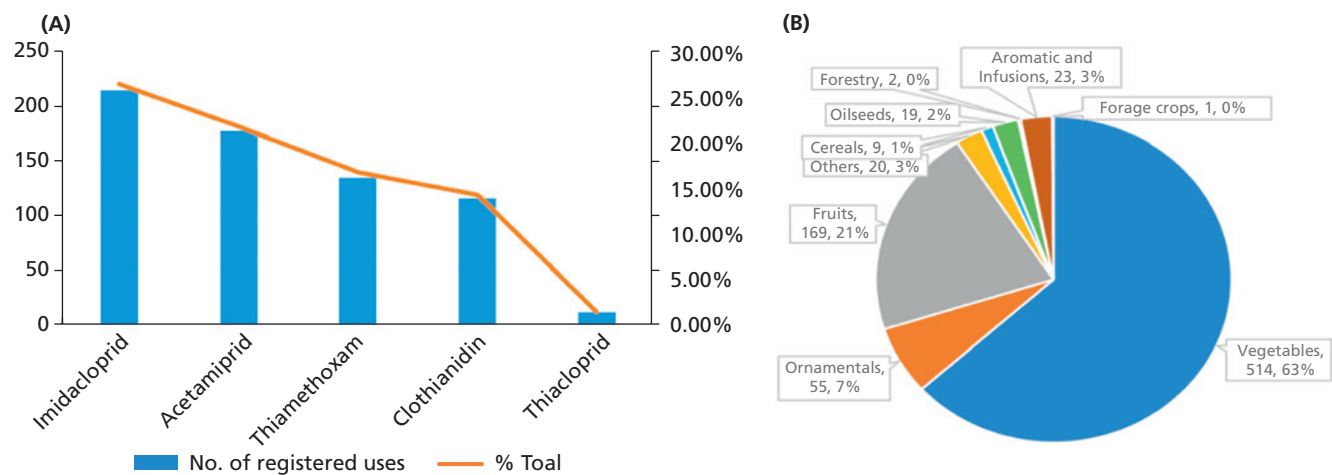 (A)
250
200
150
100
50
0
30.00%
25.00%
20.00%
15.00%
10.00%
5.00%
0.00%
Imidacloprid
Acetamiprid
Thiamethoxam
Clothianidin
Thiacloprid
No. of registered uses
% Toal
(B)
Aromatic and
Infusions, 23, 3%
Forestry, 2, 0%
Forage crops, 1, 0%
Oilseeds, 19, 2%
Cereals, 9, 1%
Others, 20, 3%
Fruits,
169, 21%
Ornamentals,
55, 7%
Vegetables,
514, 63%